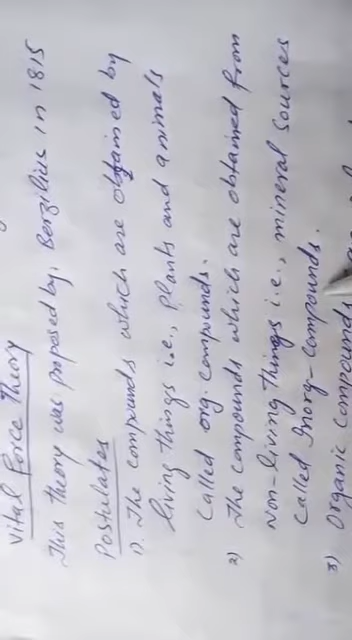 Vital Force Theory
This theory was proposed by, Berzilius in 1815
Postulates
1). The compounds which are obtained by
living things i.e., Plants and animals
Called org. compounds.
2) The compounds which are obtained from
Non-living things i.e., mineral sources
Called Inorg-compounds.
3) Organic compounds